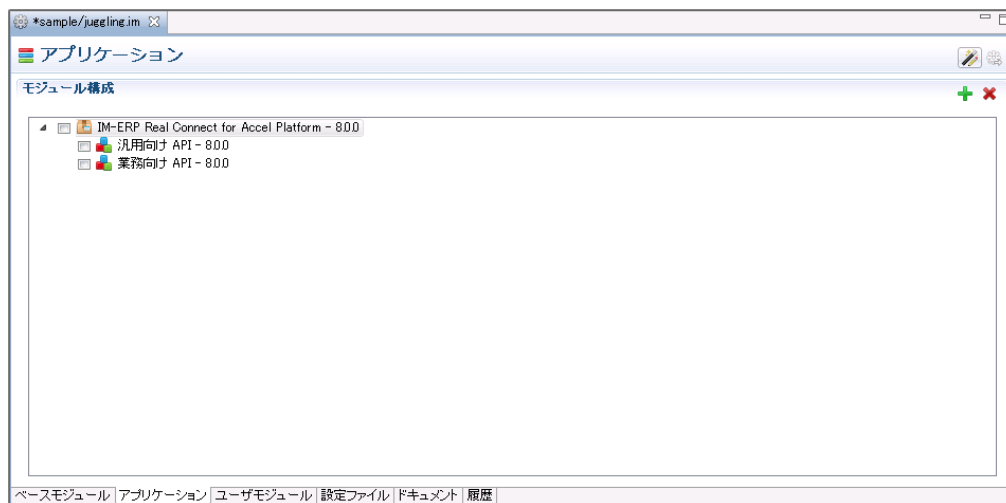 *sample/juggling.im
アプリケーション
モジュール構成
IM-ERP Real Connect for Accel Platform - 8.0.0
汎用向け API - 8.0.0
業務向け API - 8.0.0
ベースモジュール アプリケーション ユーザモジュール 設定ファイル ドキュメント 履歴